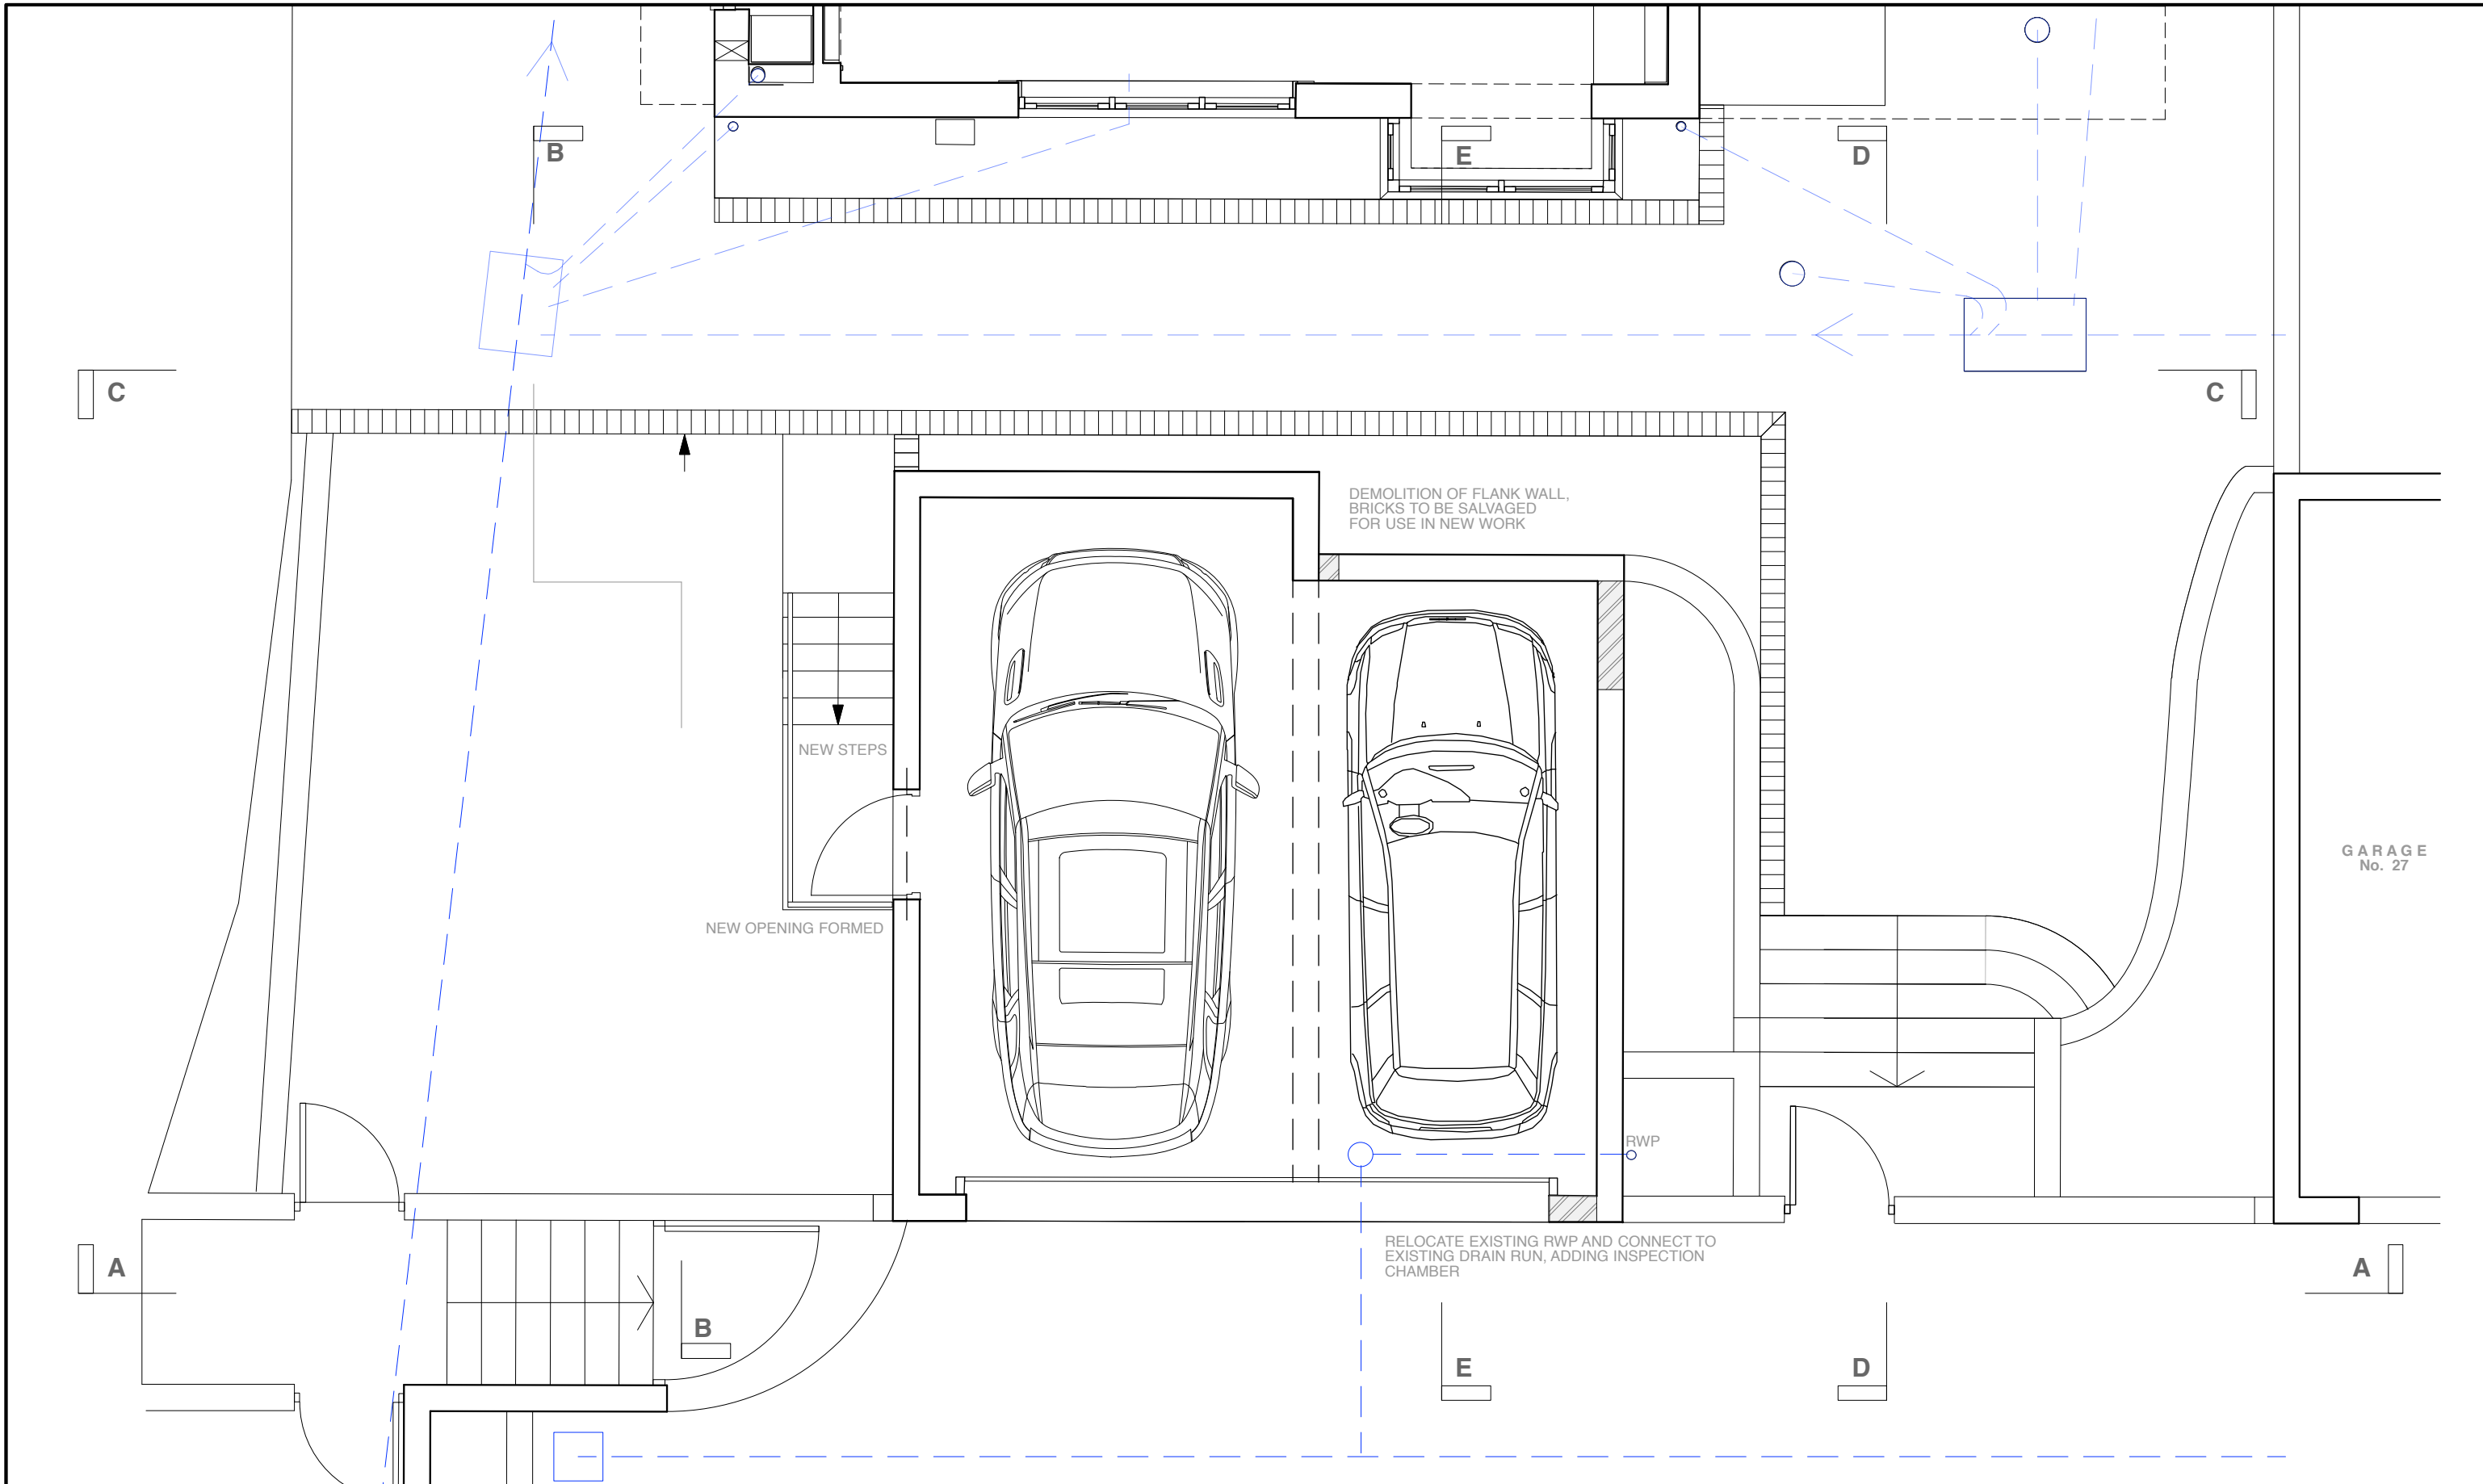 B
E
D
C
C
DEMOLITION OF FLANK WALL,
BRICKS TO BE SALVAGED
FOR USE IN NEW WORK
NEW STEPS
GARAGE
No. 27
NEW OPENING FORMED
RWP
RELOCATE EXISTING RWP AND CONNECT TO
EXISTING DRAIN RUN, ADDING INSPECTION
CHAMBER
A
A
B
E
D